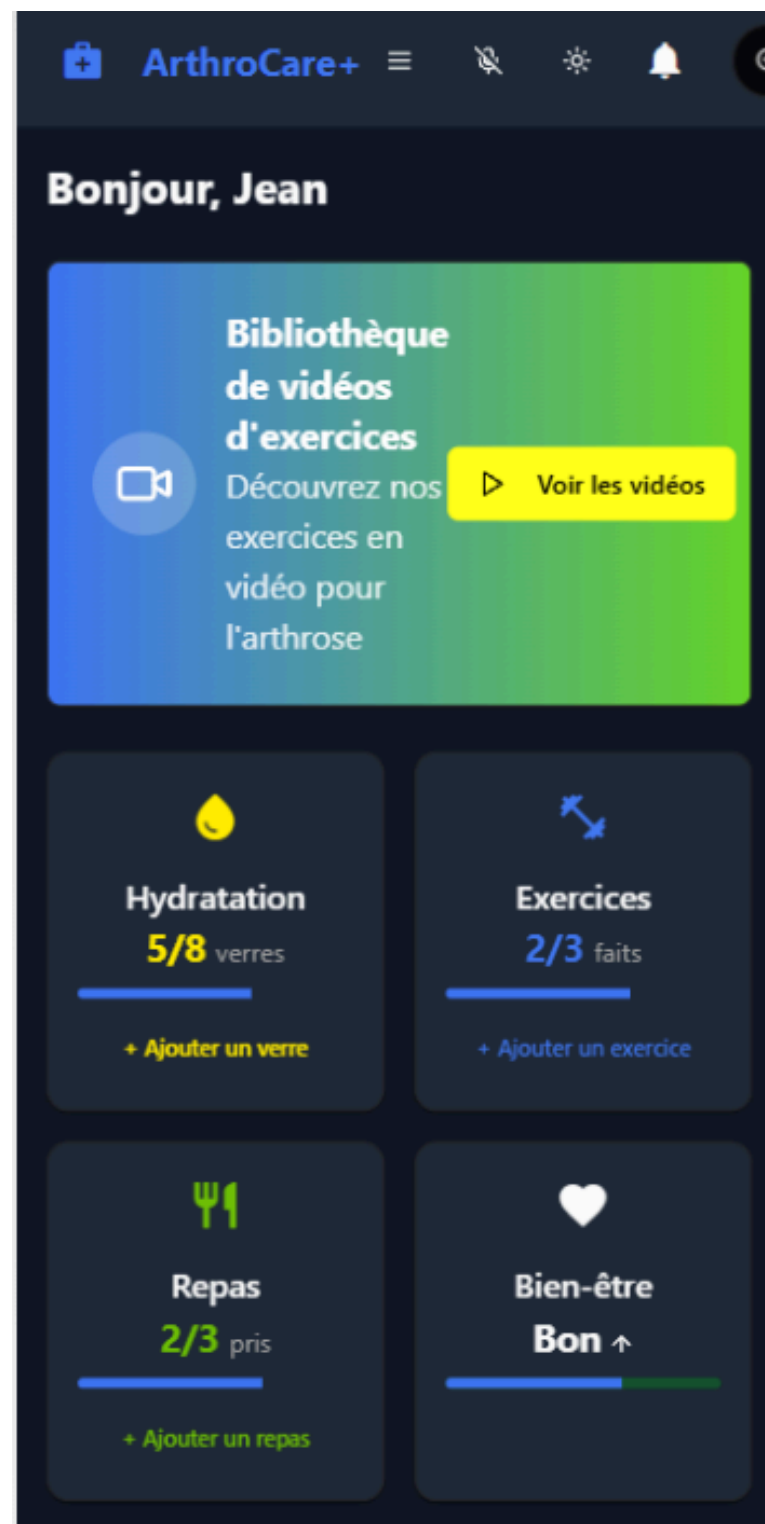 ArthroCare+
Bonjour, Jean
Bibliothèque
de vidéos
d'exercices
Découvrez nos
exercices en
vidéo pour
l'arthrose
Voir les vidéos
Hydratation
5/8 verres
+ Ajouter un verre
Exercices
2/3 faits
+ Ajouter un exercice
Repas
2/3 pris
+ Ajouter un repas
Bien-être
Bon ↑